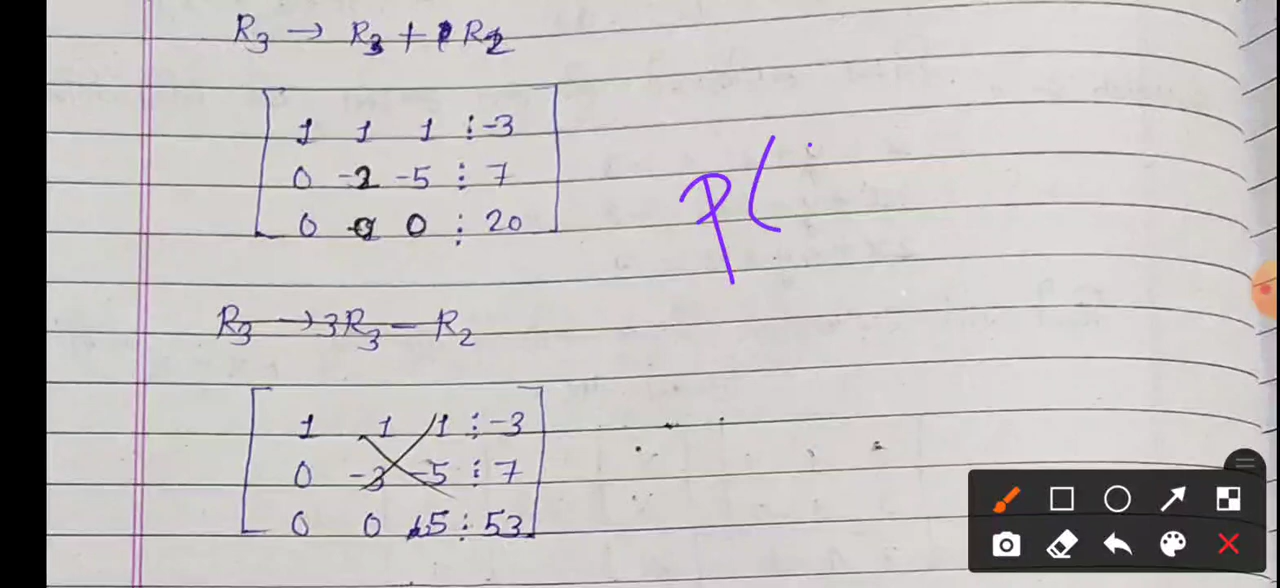 R3 → R3 + 1 R2
1 1 1 : -3
0 -2 -5 : 7
0 0 0 : 20
p(
R3 → 3R3 - R2
1 1 1 : -3
0 -3 -5 : 7
0 0 15 : 53